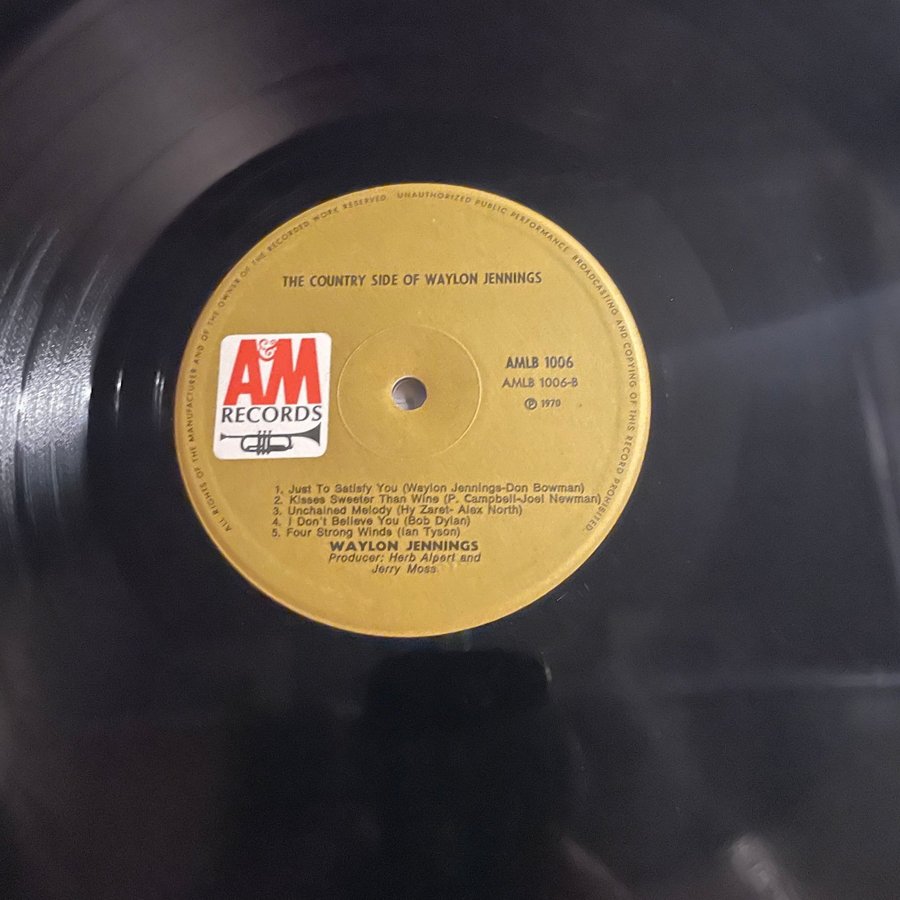 ALL RIGHTS OF THE MANUFACTURER AND OF THE OWNER OF THE RECORDED WORK RESERVED. UNAUTHORIZED PUBLIC PERFORMANCE BROADCASTING AND COPYING OF THIS RECORD PROHIBITED.
THE COUNTRY SIDE OF WAYLON JENNINGS
A&M
RECORDS
AMLB 1006
AMLB 1006-B
℗ 1970
1. Just To Satisfy You (Waylon Jennings-Don Bowman)
2. Kisses Sweeter Than Wine (P. Campbell-Joel Newman)
3. Unchained Melody (Hy Zaret- Alex North)
4. I Don't Believe You (Bob Dylan)
5. Four Strong Winds (Ian Tyson)
WAYLON JENNINGS
Producer: Herb Alpert and
Jerry Moss